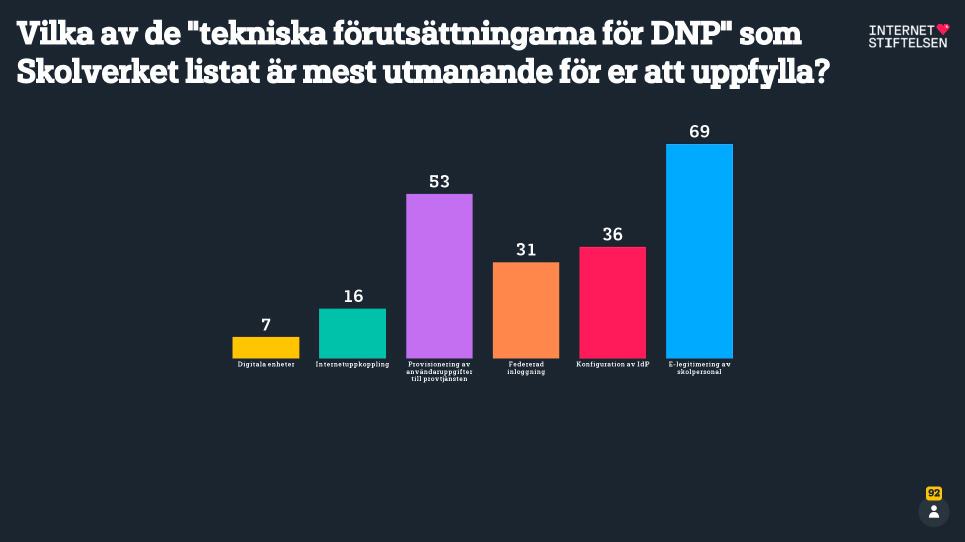 Vilka av de "tekniska förutsättningarna för DNP" som
Skolverket listat är mest utmanande för er att uppfylla?
INTERNET
STIFTELSEN
7
16
53
31
36
69
Digitala enheter
Internetuppkoppling
Provisionering av
användaruppgifter
till provtjänsten
Federerad
inloggning
Konfiguration av IdP
E-legitimering av
skolpersonal
92